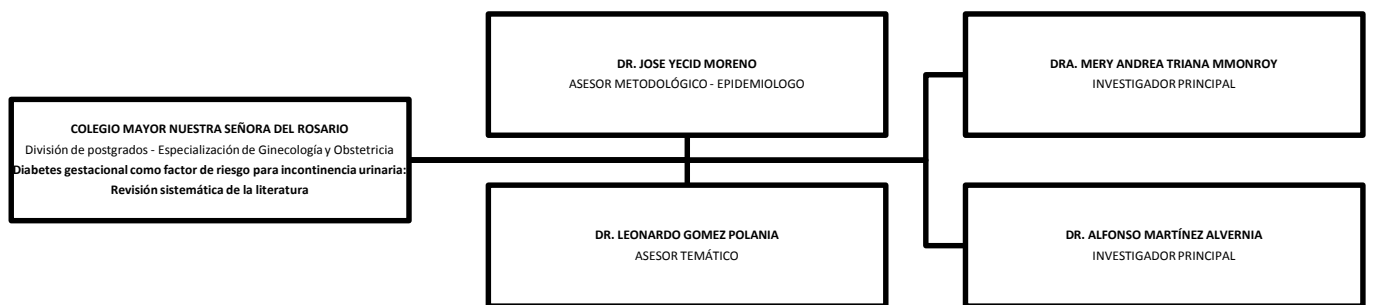 COLEGIO MAYOR NUESTRA SEÑORA DEL ROSARIO
División de postgrados - Especialización de Ginecología y Obstetricia
Diabetes gestacional como factor de riesgo para incontinencia urinaria:
Revisión sistemática de la literatura
DR. JOSE YECID MORENO
ASESOR METODOLÓGICO - EPIDEMIOLOGO
DR. LEONARDO GOMEZ POLANIA
ASESOR TEMÁTICO
DRA. MERY ANDREA TRIANA MMONROY
INVESTIGADOR PRINCIPAL
DR. ALFONSO MARTÍNEZ ALVERNIA
INVESTIGADOR PRINCIPAL